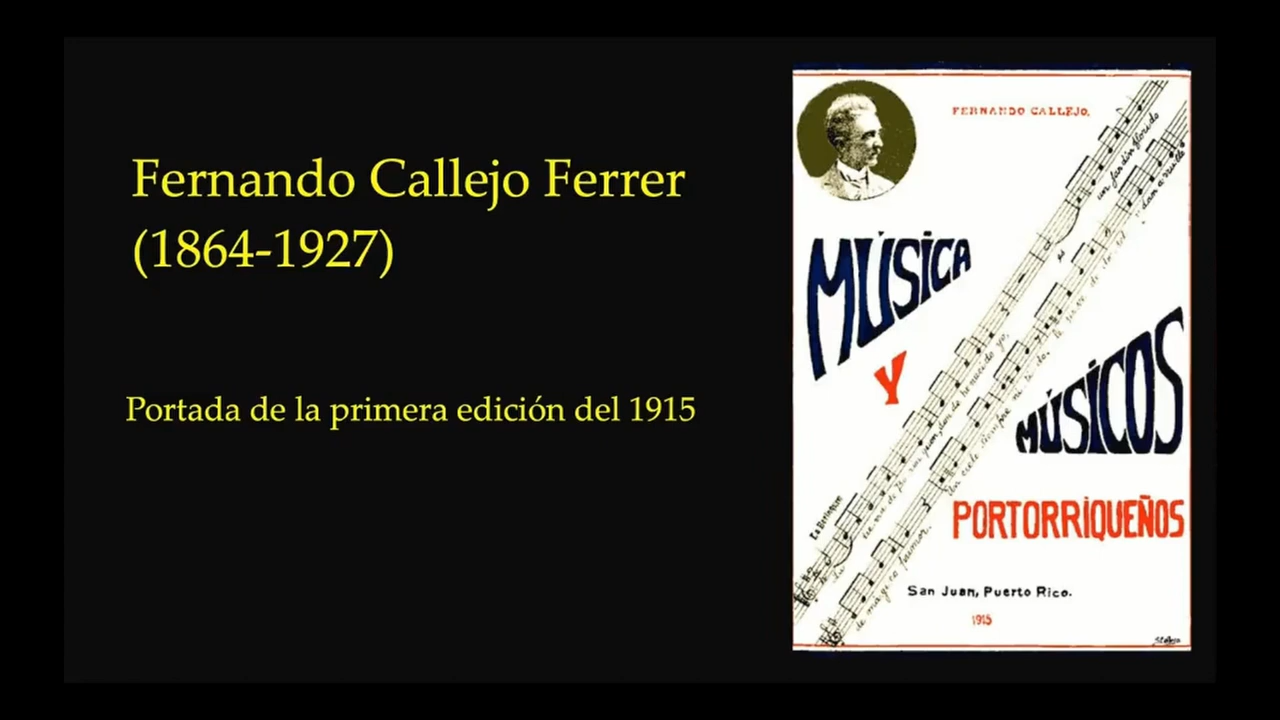 Fernando Callejo Ferrer
(1864-1927)
Portada de la primera edición del 1915
FERNANDO CALLEJO.
MÚSICA
Y
MÚSICOS
PORTORRIQUEÑOS
San Juan, Puerto Rico.
1915